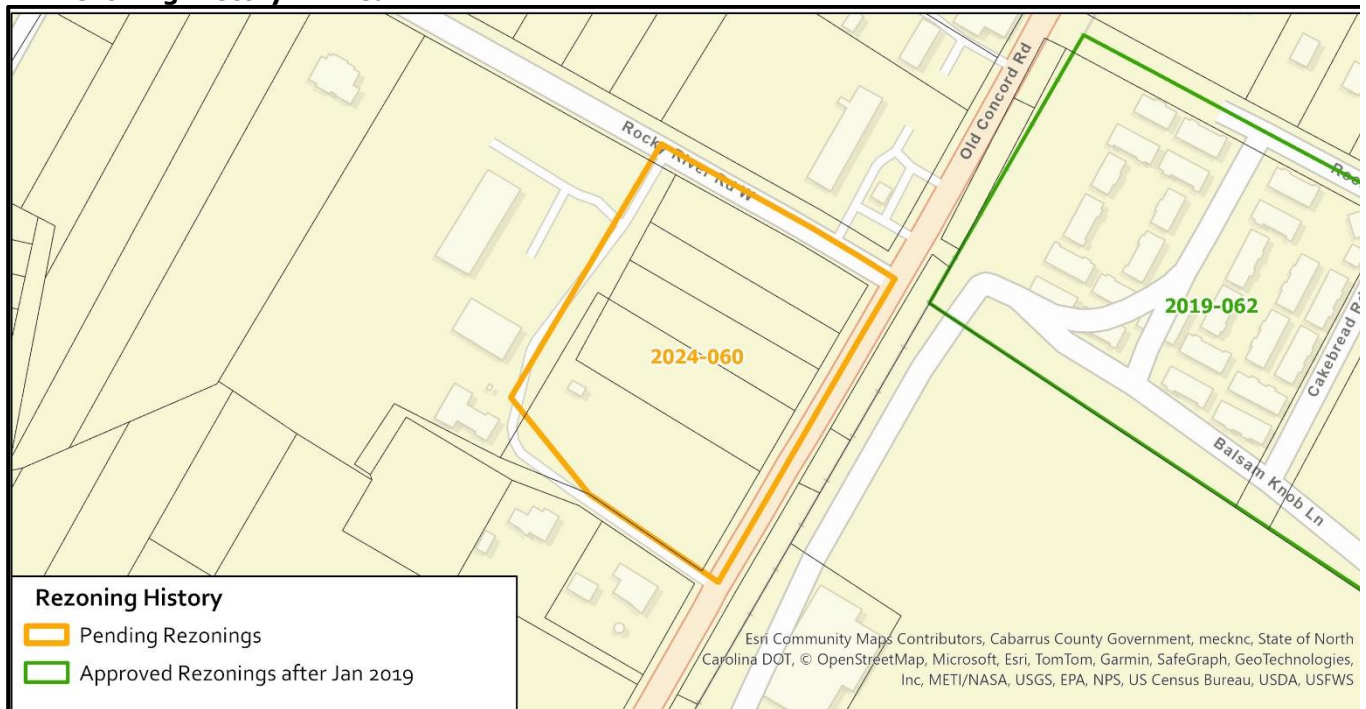 Rocky River Rd W
Old Concord Rd
2024-060
2019-062
Cakebread R
Balsam Knob Ln
Rezoning History
Pending Rezonings
Approved Rezonings after Jan 2019
Esri Community Maps Contributors, Cabarrus County Government, mecknc, State of North
Carolina DOT, © OpenStreetMap, Microsoft, Esri, TomTom, Garmin, SafeGraph, GeoTechnologies,
Inc, METI/NASA, USGS, EPA, NPS, US Census Bureau, USDA, USFWS